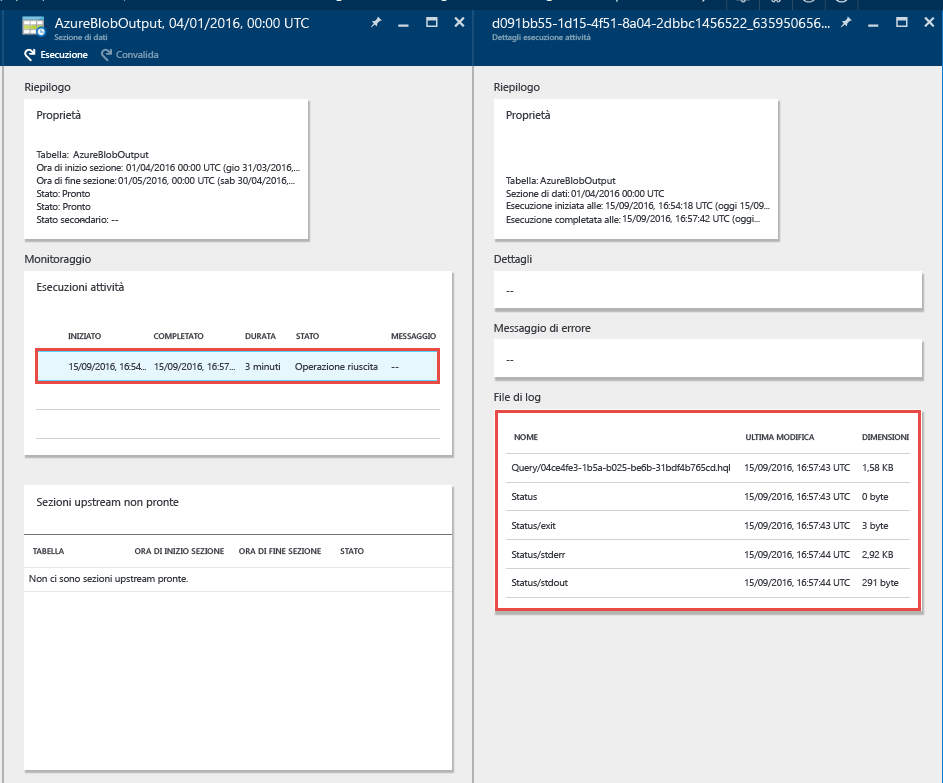 AzureBlobOutput, 04/01/2016, 00:00 UTC
Sezione di dati
Esecuzione Convalida
Riepilogo
Proprietà
Tabella: AzureBlobOutput
Ora di inizio sezione: 01/04/2016 00:00 UTC (gio 31/03/2016,...
Ora di fine sezione: 01/05/2016, 00:00 UTC (sab 30/04/2016,...
Stato: Pronto
Stato: Pronto
Stato secondario: --
Monitoraggio
Esecuzioni attività
INIZIATO COMPLETATO DURATA STATO MESSAGGIO
15/09/2016, 16:54... 15/09/2016, 16:57... 3 minuti Operazione riuscita --
Sezioni upstream non pronte
TABELLA ORA DI INIZIO SEZIONE ORA DI FINE SEZIONE STATO
Non ci sono sezioni upstream pronte.
d091bb55-1d15-4f51-8a04-2dbbc1456522_635950656...
Dettagli esecuzione attività
Riepilogo
Proprietà
Tabella: AzureBlobOutput
Sezione di dati: 01/04/2016 00:00 UTC
Esecuzione iniziata alle: 15/09/2016, 16:54:18 UTC (oggi 15/09...
Esecuzione completata alle: 15/09/2016, 16:57:42 UTC (oggi...
Dettagli
--
Messaggio di errore
--
File di log
NOME ULTIMA MODIFICA DIMENSIONI
Query/04ce4fe3-1b5a-b025-be6b-31bdf4b765cd.hql 15/09/2016, 16:57:43 UTC 1,58 KB
Status 15/09/2016, 16:57:43 UTC 0 byte
Status/exit 15/09/2016, 16:57:43 UTC 3 byte
Status/stderr 15/09/2016, 16:57:44 UTC 2,92 KB
Status/stdout 15/09/2016, 16:57:44 UTC 291 byte